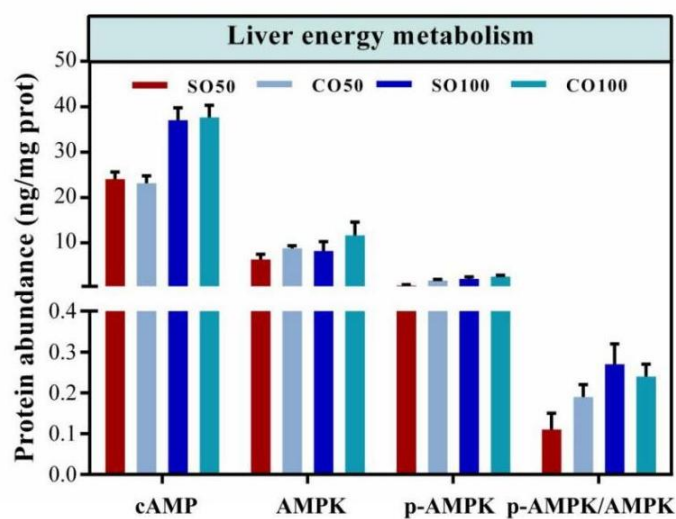 Liver energy metabolism
SO50 CO50 SO100 CO100
Protein abundance (ng/mg prot)
50
40
30
20
10
0.4
0.3
0.2
0.1
0.0
cAMP AMPK p-AMPK p-AMPK/AMPK